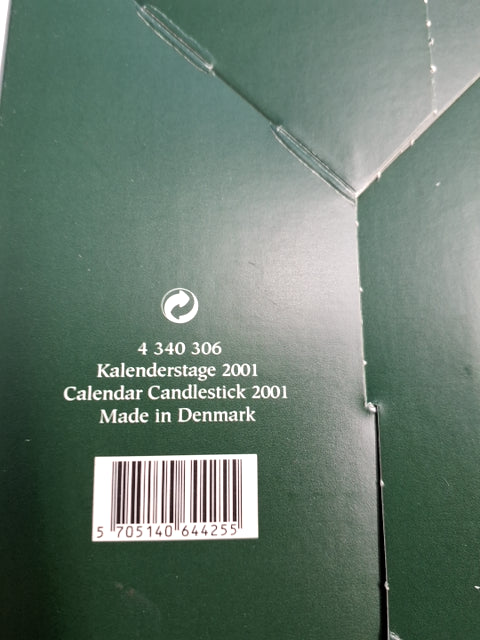 4 340 306
Kalenderstage 2001
Calendar Candlestick 2001
Made in Denmark
5 705140 644255